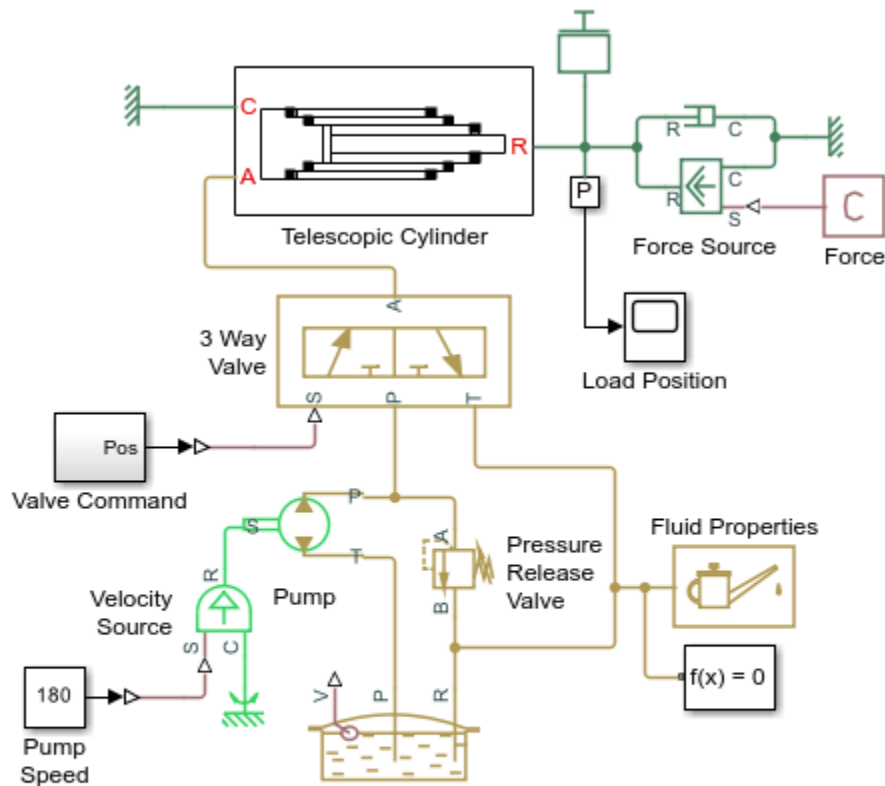 C
A
R
Telescopic Cylinder
P
R
C
C
R
S
C
Force Source
Force
Load Position
3 Way
Valve
A
S
P
T
Pos
Valve Command
P
S
T
Pump
A
B
Pressure
Release
Valve
Fluid Properties
f(x) = 0
R
Velocity
Source
S
C
180
Pump
Speed
V
P
R